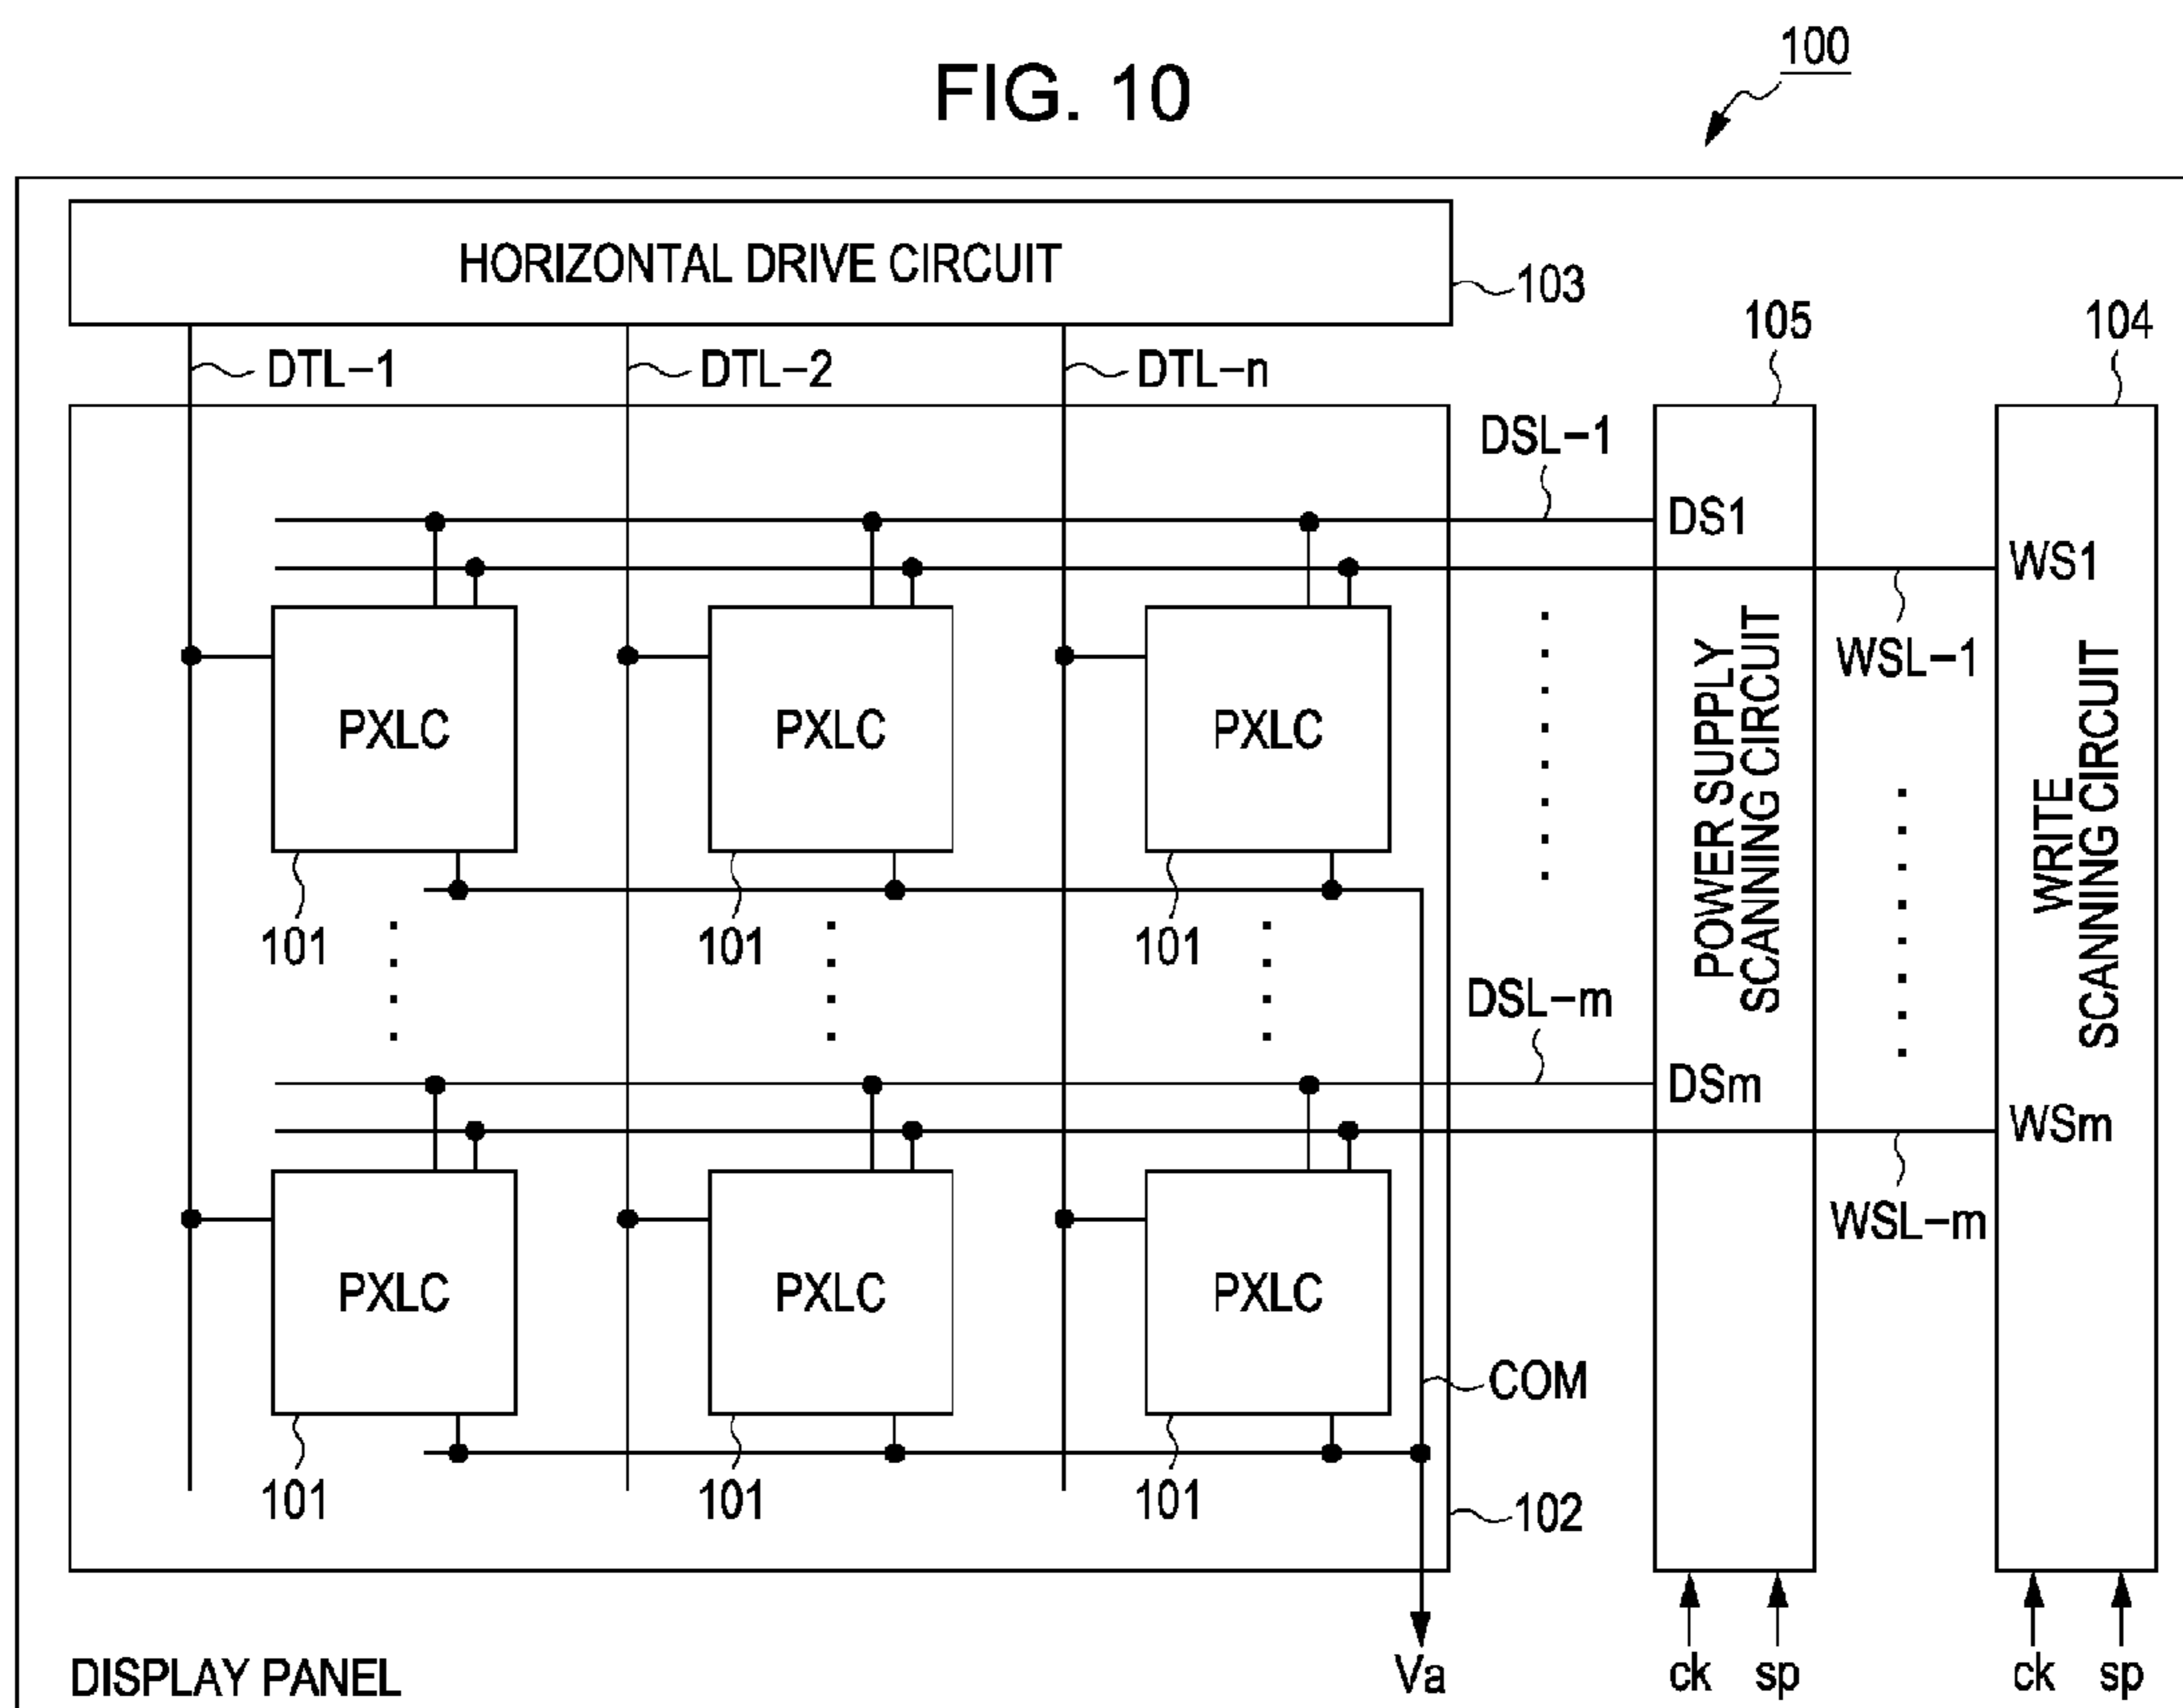 FIG. 10
100
HORIZONTAL DRIVE CIRCUIT
103
DTL-1
DTL-2
DTL-n
105
104
DSL-1
DS1
WS1
WSL-1
PXLC
PXLC
PXLC
POWER SUPPLY
SCANNING CIRCUIT
WRITE
SCANNING CIRCUIT
101
101
101
DSL-m
DSm
WSm
WSL-m
PXLC
PXLC
PXLC
COM
101
101
101
102
DISPLAY PANEL
Va
ck
sp
ck
sp